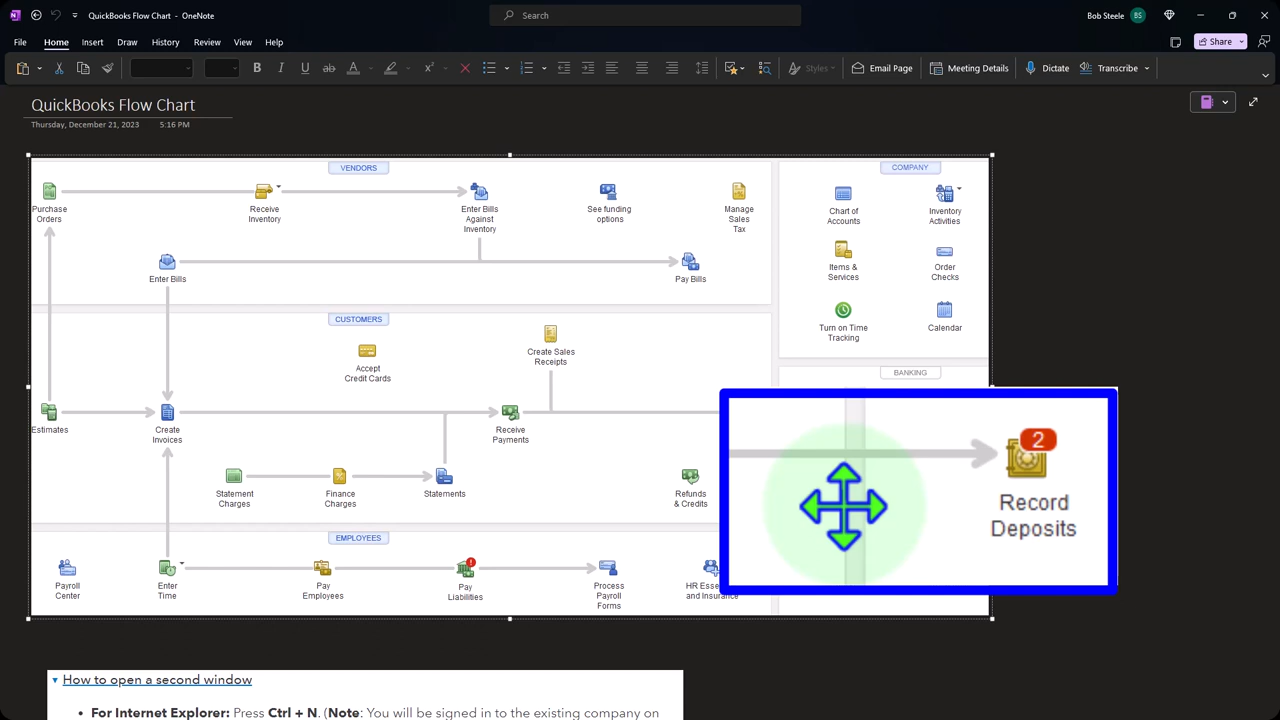 QuickBooks Flow Chart - OneNote
Search
Bob Steele
BS
File
Home
Insert
Draw
History
Review
View
Help
Share
Styles
Email Page
Meeting Details
Dictate
Transcribe
QuickBooks Flow Chart
Thursday, December 21, 2023
5:16 PM
VENDORS
COMPANY
Purchase
Orders
Receive
Inventory
Enter Bills
Against
Inventory
See funding
options
Manage
Sales
Tax
Chart of
Accounts
Inventory
Activities
Enter Bills
Pay Bills
Items &
Services
Order
Checks
Turn on Time
Tracking
Calendar
CUSTOMERS
Accept
Credit Cards
Create Sales
Receipts
BANKING
Estimates
Create
Invoices
Receive
Payments
2
Record
Deposits
Statement
Charges
Finance
Charges
Statements
Refunds
& Credits
EMPLOYEES
Payroll
Center
Enter
Time
Pay
Employees
Pay
Liabilities
Process
Payroll
Forms
HR Esse
and Insurance
How to open a second window
• For Internet Explorer: Press Ctrl + N. (Note: You will be signed in to the existing company on